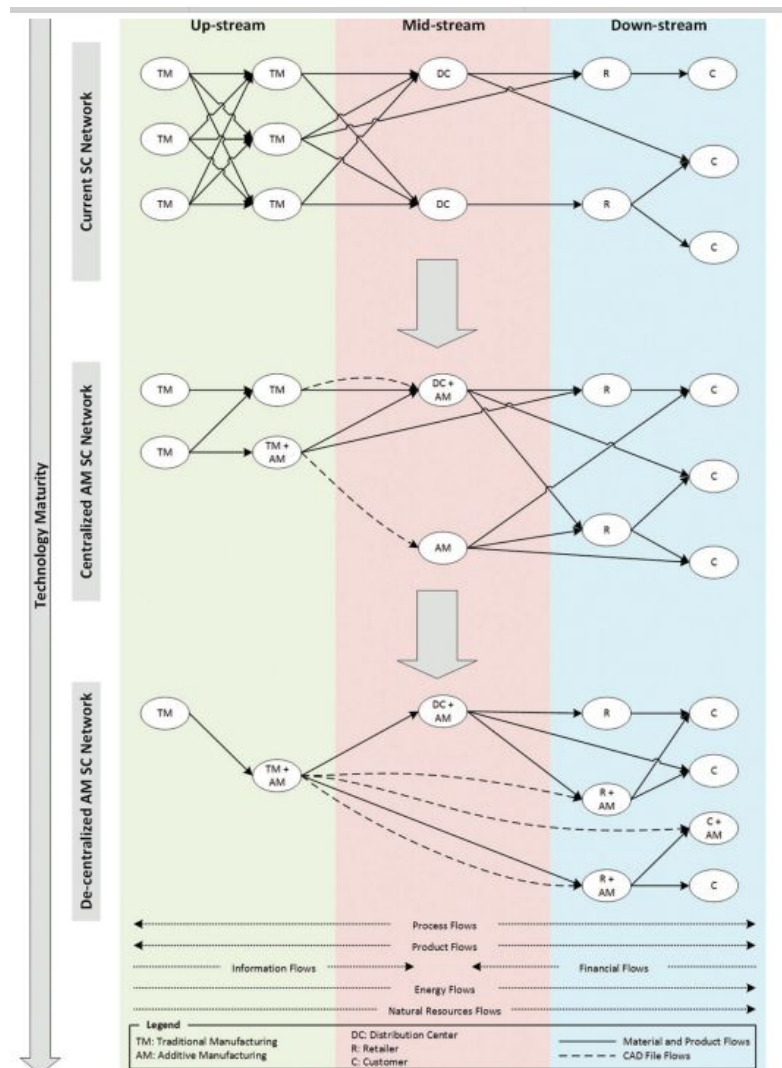 Up-stream Mid-stream Down-stream
Technology Maturity
Current SC Network
TM TM DC R C
TM TM C
TM TM DC R
C
Centralized AM SC Network
TM TM DC + AM R C
TM TM + AM C
AM R C
De-centralized AM SC Network
TM DC + AM R C
TM + AM R + AM C
C + AM
R + AM C
Process Flows
Product Flows
Information Flows Financial Flows
Energy Flows
Natural Resources Flows
Legend
TM: Traditional Manufacturing
AM: Additive Manufacturing
DC: Distribution Center
R: Retailer
C: Customer
Material and Product Flows
CAD File Flows